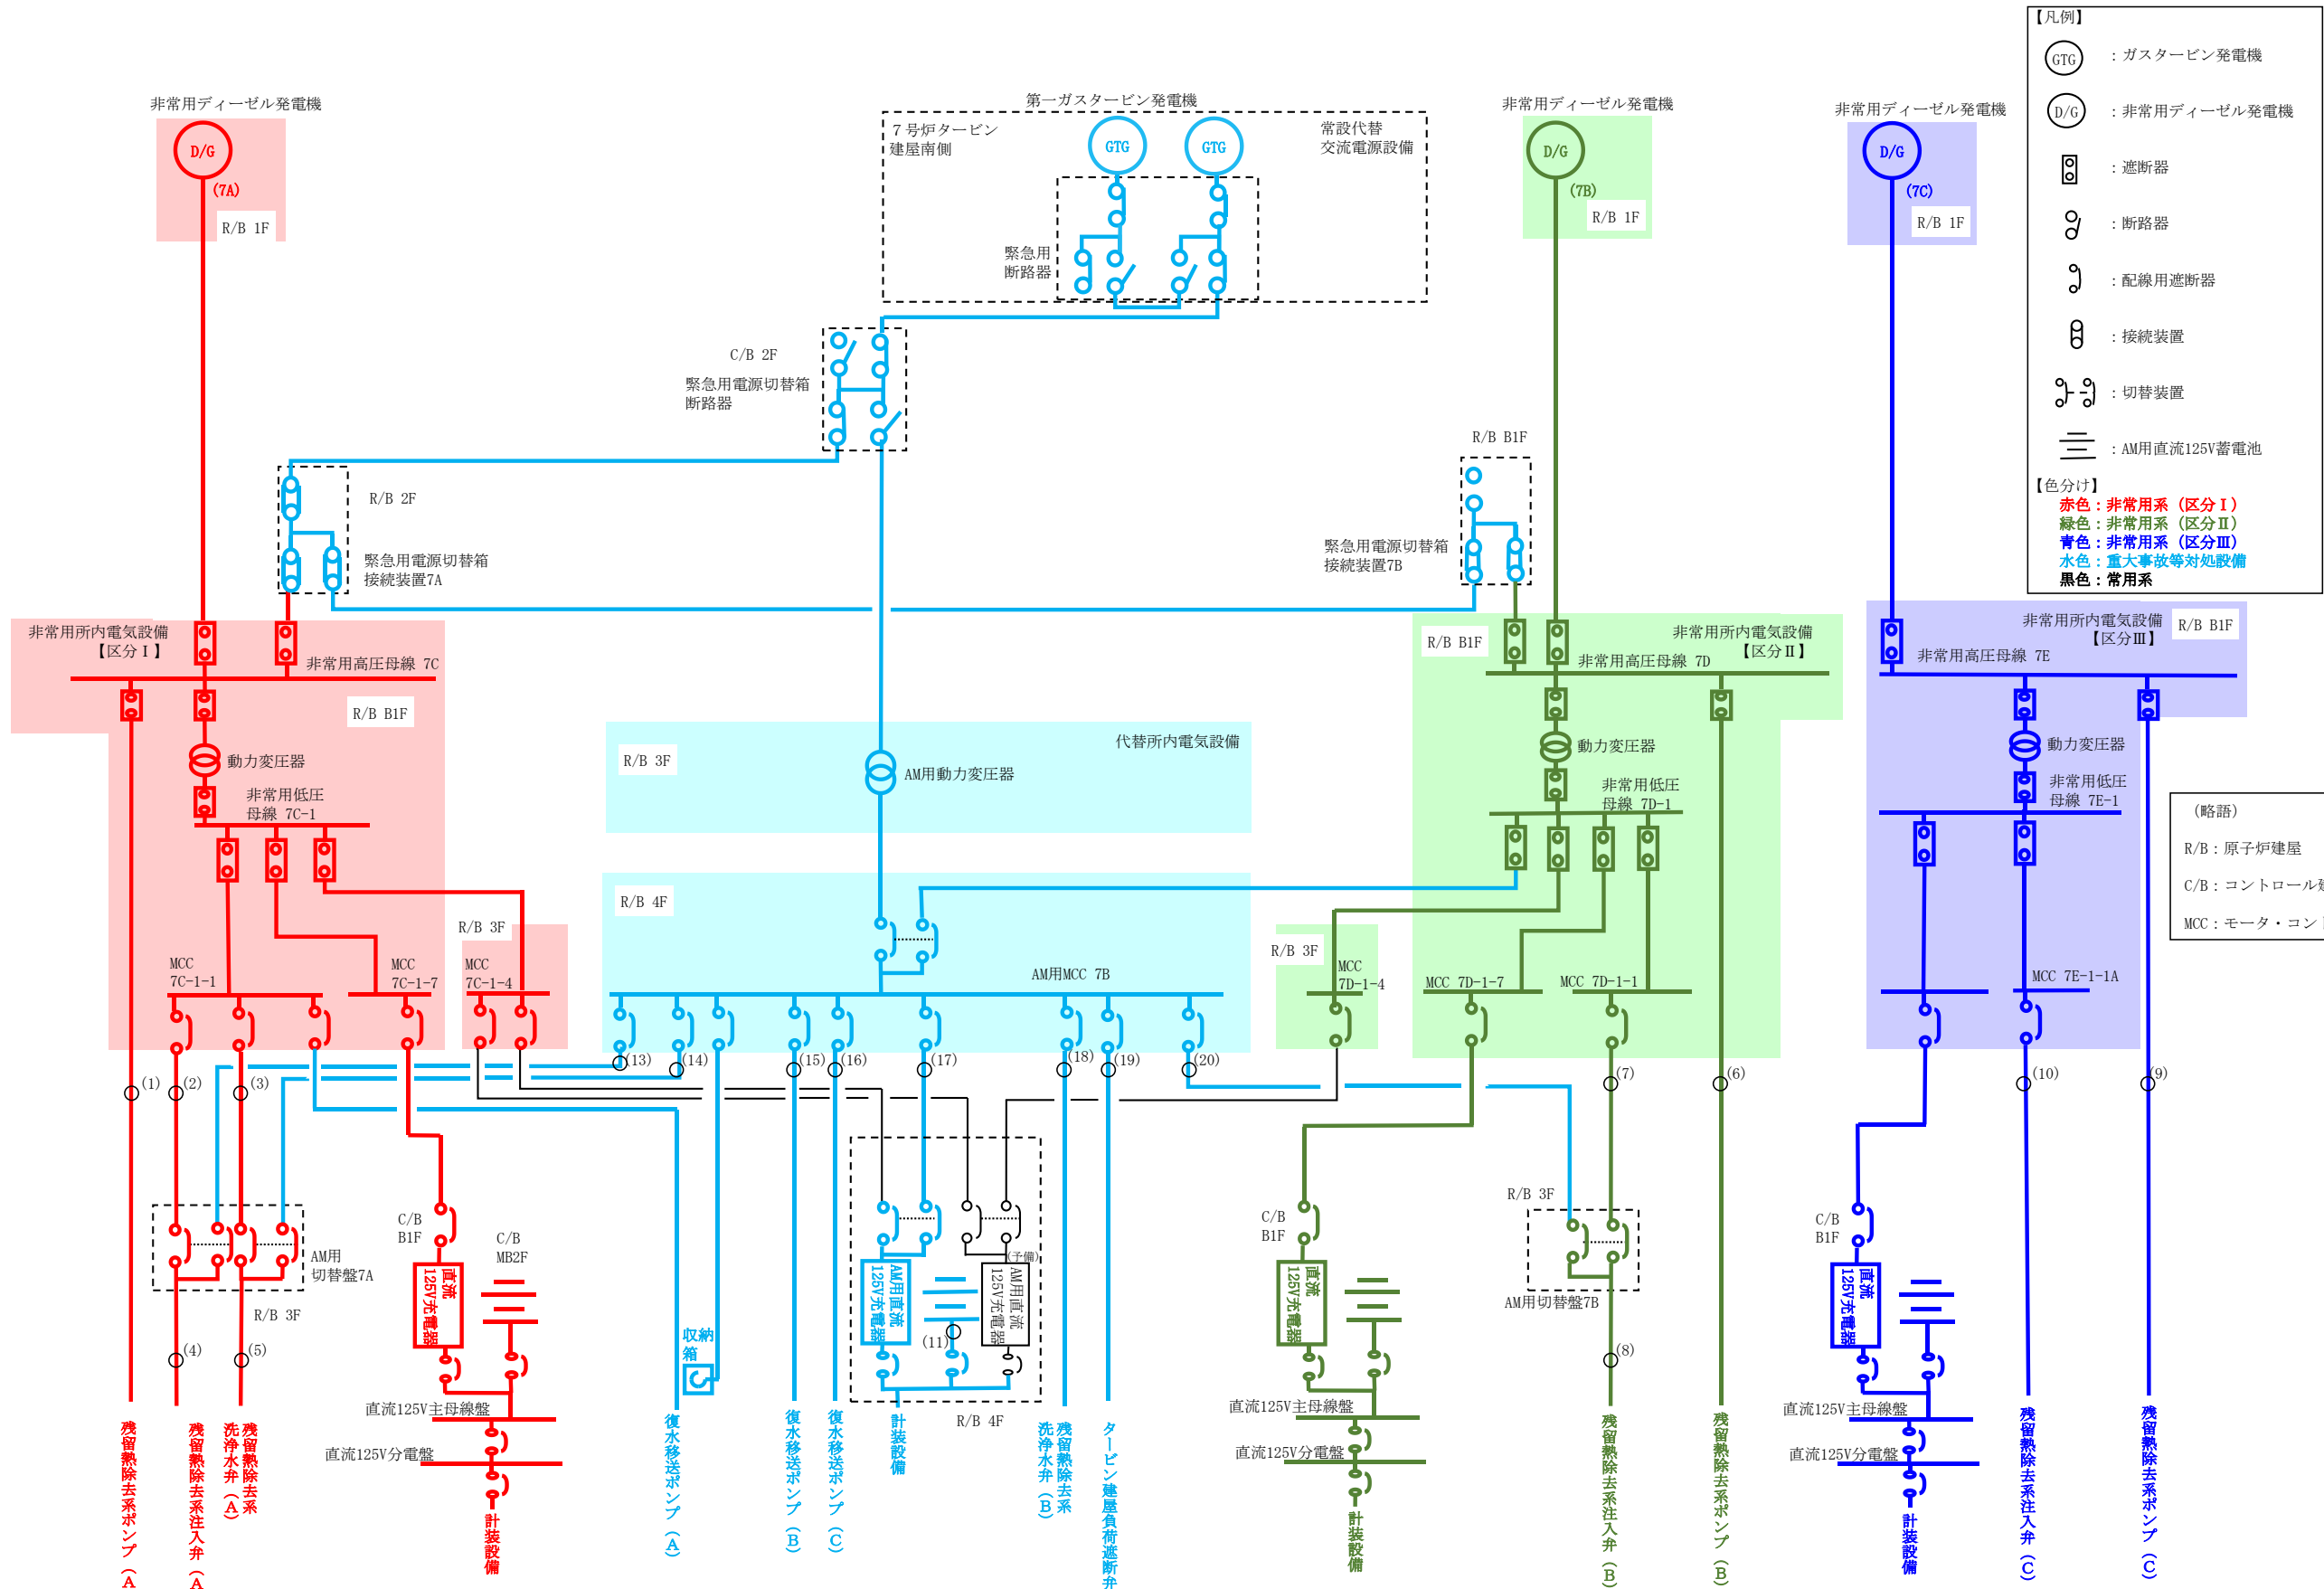 非常用ディーゼル発電機
D/G
(7A)
R/B 1F
第一ガスタービン発電機
7号炉タービン
建屋南側
GTG
GTG
常設代替
交流電源設備
緊急用
断路器
非常用ディーゼル発電機
D/G
(7B)
R/B 1F
非常用ディーゼル発電機
D/G
(7C)
R/B 1F
【凡例】
GTG
：ガスタービン発電機
D/G
：非常用ディーゼル発電機
：遮断器
：断路器
：配線用遮断器
：接続装置
：切替装置
：AM用直流125V蓄電池
【色分け】
赤色：非常用系（区分Ⅰ）
緑色：非常用系（区分Ⅱ）
青色：非常用系（区分Ⅲ）
水色：重大事故等対処設備
黒色：常用系
C/B 2F
緊急用電源切替箱
断路器
R/B 2F
緊急用電源切替箱
接続装置7A
R/B B1F
緊急用電源切替箱
接続装置7B
非常用所内電気設備
【区分Ⅰ】
非常用高圧母線 7C
R/B B1F
動力変圧器
非常用低圧
母線 7C-1
MCC
7C-1-1
MCC
7C-1-7
R/B 3F
MCC
7C-1-4
R/B 3F
代替所内電気設備
AM用動力変圧器
R/B 4F
AM用MCC 7B
R/B B1F
非常用所内電気設備
【区分Ⅱ】
非常用高圧母線 7D
動力変圧器
非常用低圧
母線 7D-1
R/B 3F
MCC
7D-1-4
MCC 7D-1-7
MCC 7D-1-1
非常用所内電気設備
【区分Ⅲ】
R/B B1F
非常用高圧母線 7E
動力変圧器
非常用低圧
母線 7E-1
MCC 7E-1-1A
（略語）
R/B：原子炉建屋
C/B：コントロール
MCC：モータ・コン
(1)
(2)
(3)
(13)
(14)
(15)
(16)
(17)
(18)
(19)
(20)
(7)
(6)
(10)
(9)
AM用
切替盤7A
R/B 3F
(4)
(5)
C/B
B1F
直流
125V充電器
C/B
MB2F
直流125V主母線盤
直流125V分電盤
計装設備
収納
箱
AM用直流
125V充電器
(11)
(予備)
AM用直流
125V充電器
R/B 4F
C/B
B1F
直流
125V充電器
直流125V主母線盤
直流125V分電盤
計装設備
R/B 3F
AM用切替盤7B
(8)
C/B
B1F
直流
125V充電器
直流125V主母線盤
直流125V分電盤
計装設備
残留熱除去系ポンプ（A
残留熱除去系注入弁（A
残留熱除去系
洗浄水弁（A）
復水移送ポンプ（A）
復水移送ポンプ（B）
復水移送ポンプ（C）
計装設備
残留熱除去系
洗浄水弁（B）
タービン建屋負荷遮断弁
残留熱除去系注入弁（B）
残留熱除去系ポンプ（B）
残留熱除去系注入弁（C）
残留熱除去系ポンプ（C）